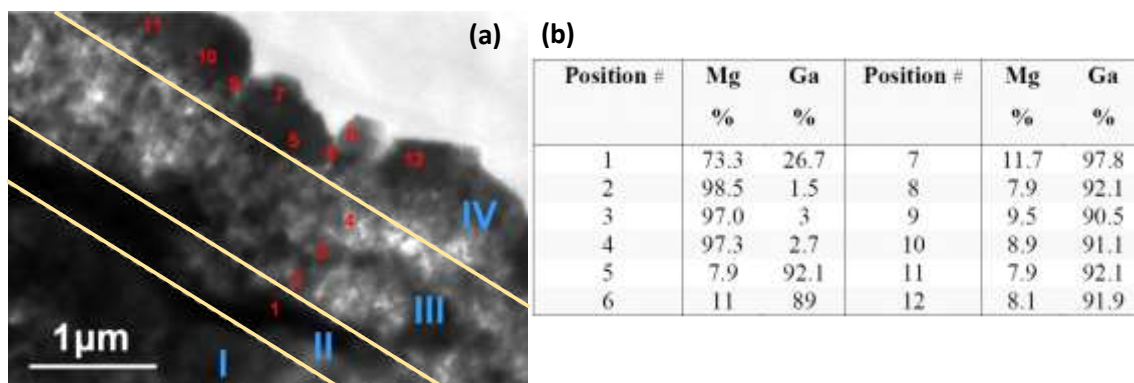 (a)
(b)
11
10
9
7
8
5
6
12
IV
4
3
2
1
III
II
I
1μm
Position # Mg Ga Position # Mg Ga
% % % %
1 73.3 26.7 7 11.7 97.8
2 98.5 1.5 8 7.9 92.1
3 97.0 3 9 9.5 90.5
4 97.3 2.7 10 8.9 91.1
5 7.9 92.1 11 7.9 92.1
6 11 89 12 8.1 91.9